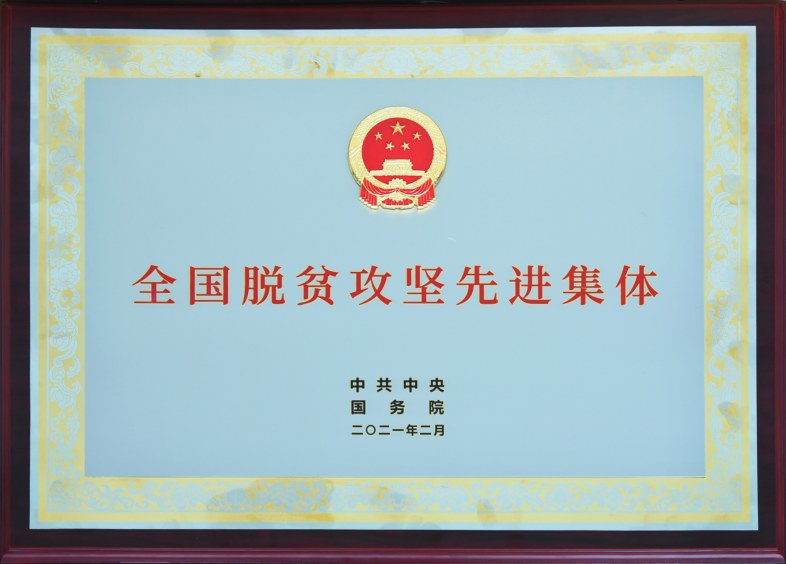 全国脱贫攻坚先进集体
中共中央
国务院
二〇二一年二月